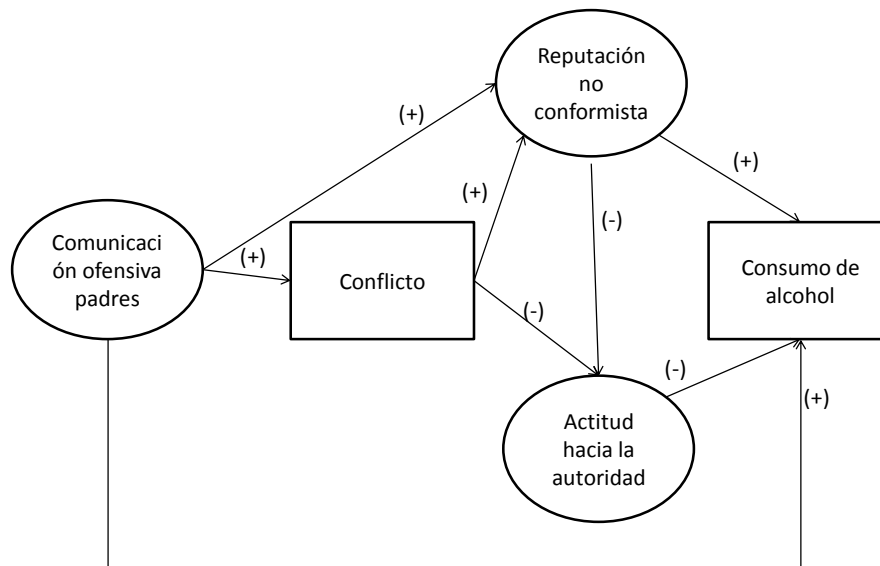 Reputación
no
conformista
(+)
(+)
(+)
(+)
(-)
Comunicaci
ón ofensiva
padres
Conflicto
Consumo de
alcohol
(-)
(-)
(+)
Actitud
hacia la
autoridad